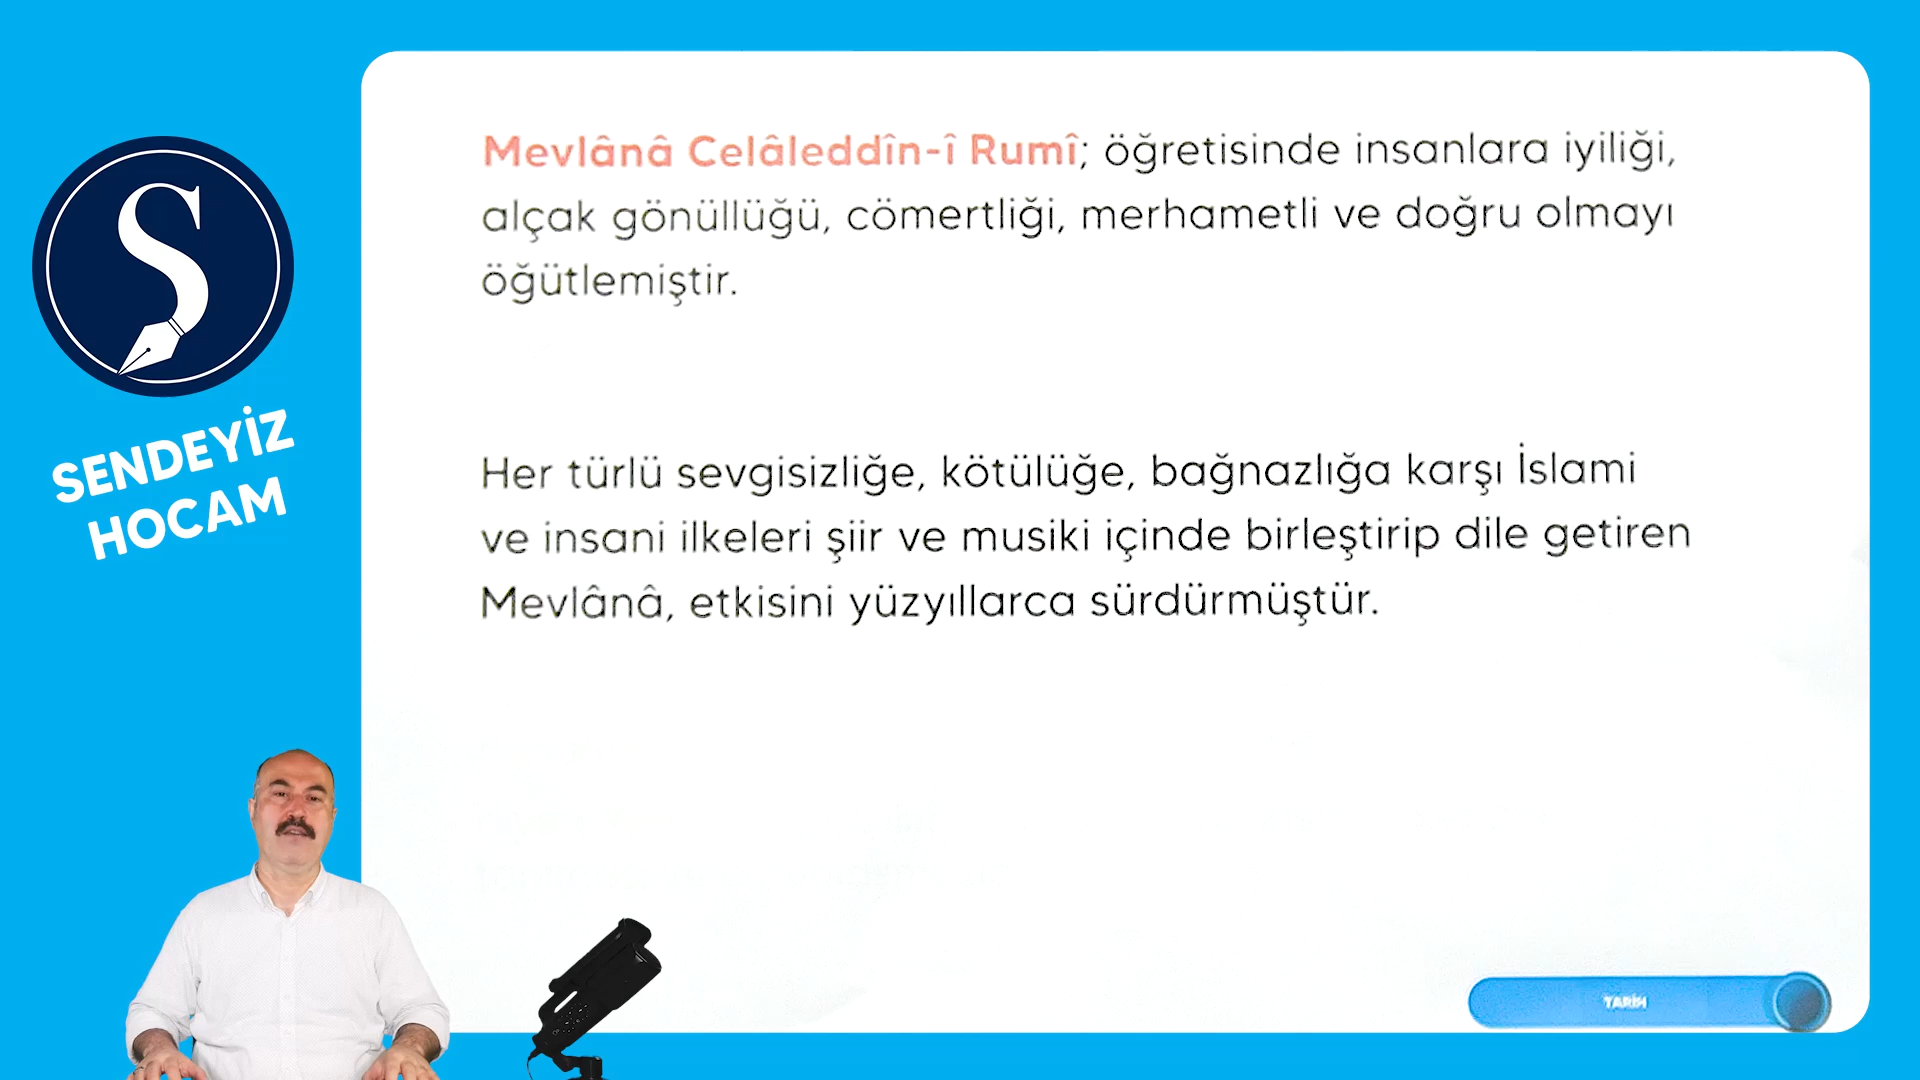 SENDEYİZ
HOCAM
Mevlânâ Celâleddîn-î Rumî; öğretisinde insanlara iyiliği,
alçak gönüllüğü, cömertliği, merhametli ve doğru olmayı
öğütlemiştir.
Her türlü sevgisizliğe, kötülüğe, bağnazlığa karşı İslami
ve insani ilkeleri şiir ve musiki içinde birleştirip dile getiren
Mevlânâ, etkisini yüzyıllarca sürdürmüştür.
TARİH